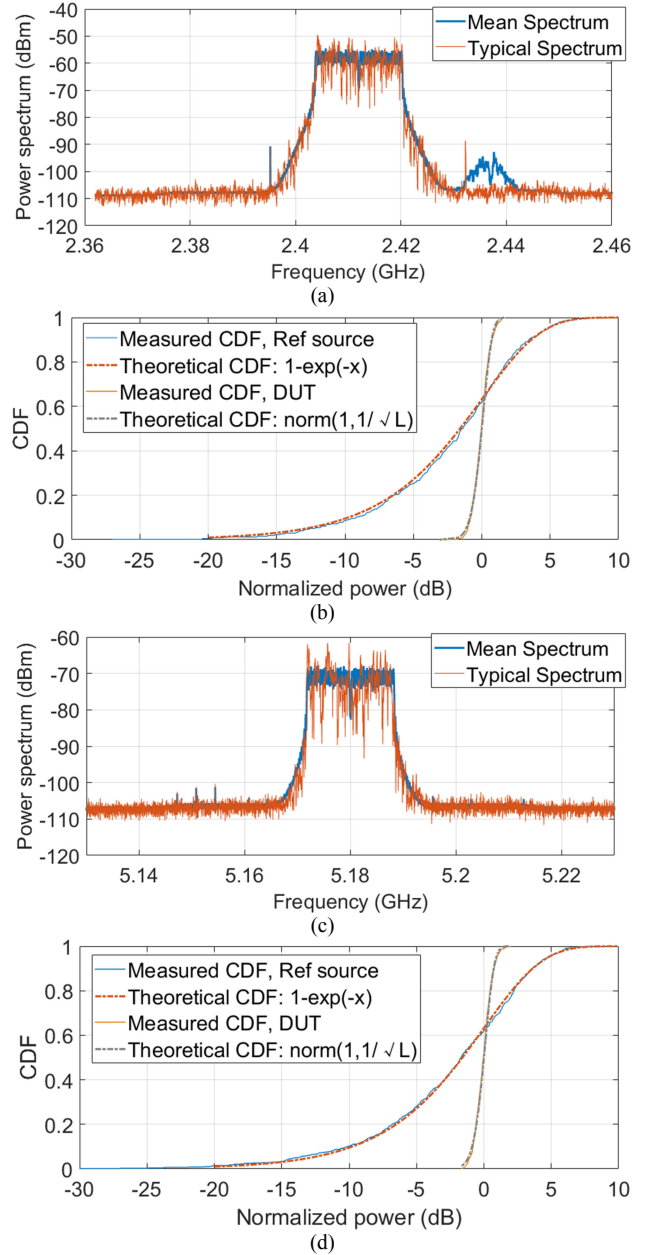 -40
-50
-60
-70
-80
-90
-100
-110
-120
Power spectrum (dBm)
Mean Spectrum
Typical Spectrum
2.36 2.38 2.4 2.42 2.44 2.46
Frequency (GHz)
(a)
1
0.8
0.6
0.4
0.2
0
CDF
Measured CDF, Ref source
Theoretical CDF: 1-exp(-x)
Measured CDF, DUT
Theoretical CDF: norm(1,1/ √ L)
-30 -25 -20 -15 -10 -5 0 5 10
Normalized power (dB)
(b)
-60
-70
-80
-90
-100
-110
-120
Power spectrum (dBm)
Mean Spectrum
Typical Spectrum
5.14 5.16 5.18 5.2 5.22
Frequency (GHz)
(c)
1
0.8
0.6
0.4
0.2
0
CDF
Measured CDF, Ref source
Theoretical CDF: 1-exp(-x)
Measured CDF, DUT
Theoretical CDF: norm(1,1/ √ L)
-30 -25 -20 -15 -10 -5 0 5 10
Normalized power (dB)
(d)